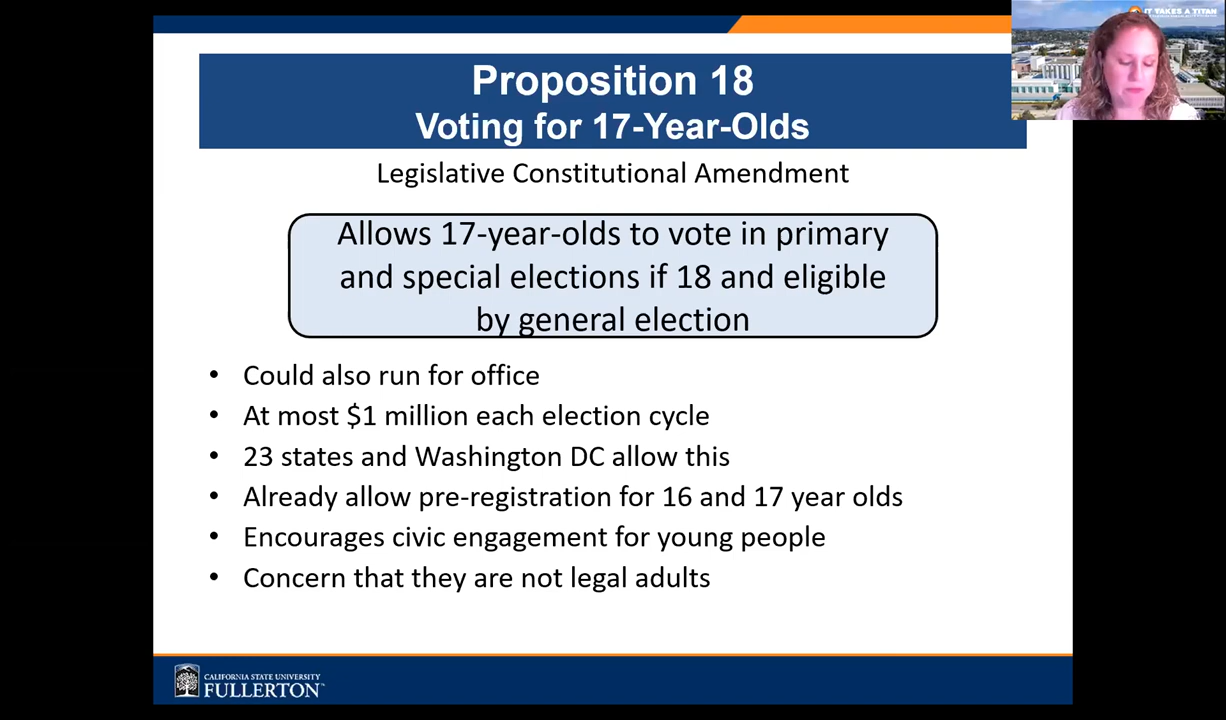 IT TAKES A TITAN
Proposition 18
Voting for 17-Year-Olds
Legislative Constitutional Amendment
Allows 17-year-olds to vote in primary
and special elections if 18 and eligible
by general election
• Could also run for office
• At most $1 million each election cycle
• 23 states and Washington DC allow this
• Already allow pre-registration for 16 and 17 year olds
• Encourages civic engagement for young people
• Concern that they are not legal adults
CALIFORNIA STATE UNIVERSITY
FULLERTON™